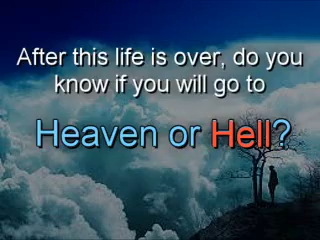 After this life is over, do you
know if you will go to
Heaven or Hell?